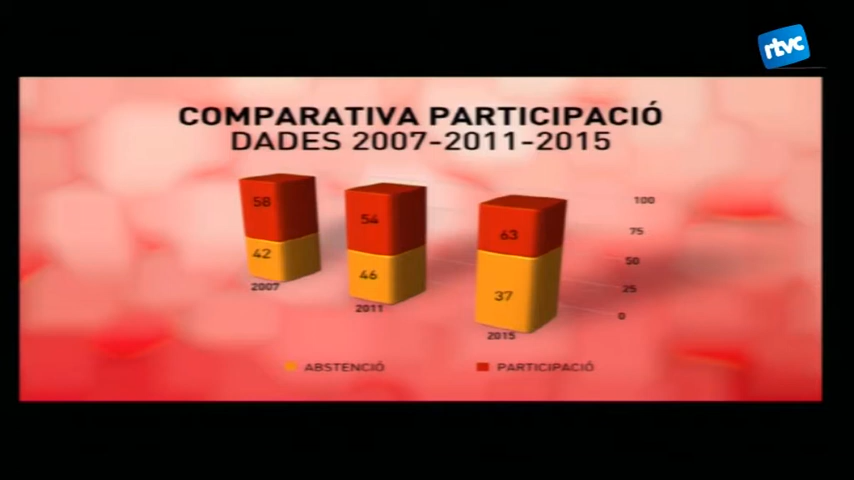 rtvc
COMPARATIVA PARTICIPACIÓ
DADES 2007-2011-2015
58
42
2007
54
46
2011
63
37
2015
100
75
50
25
0
ABSTENCIÓ
PARTICIPACIÓ